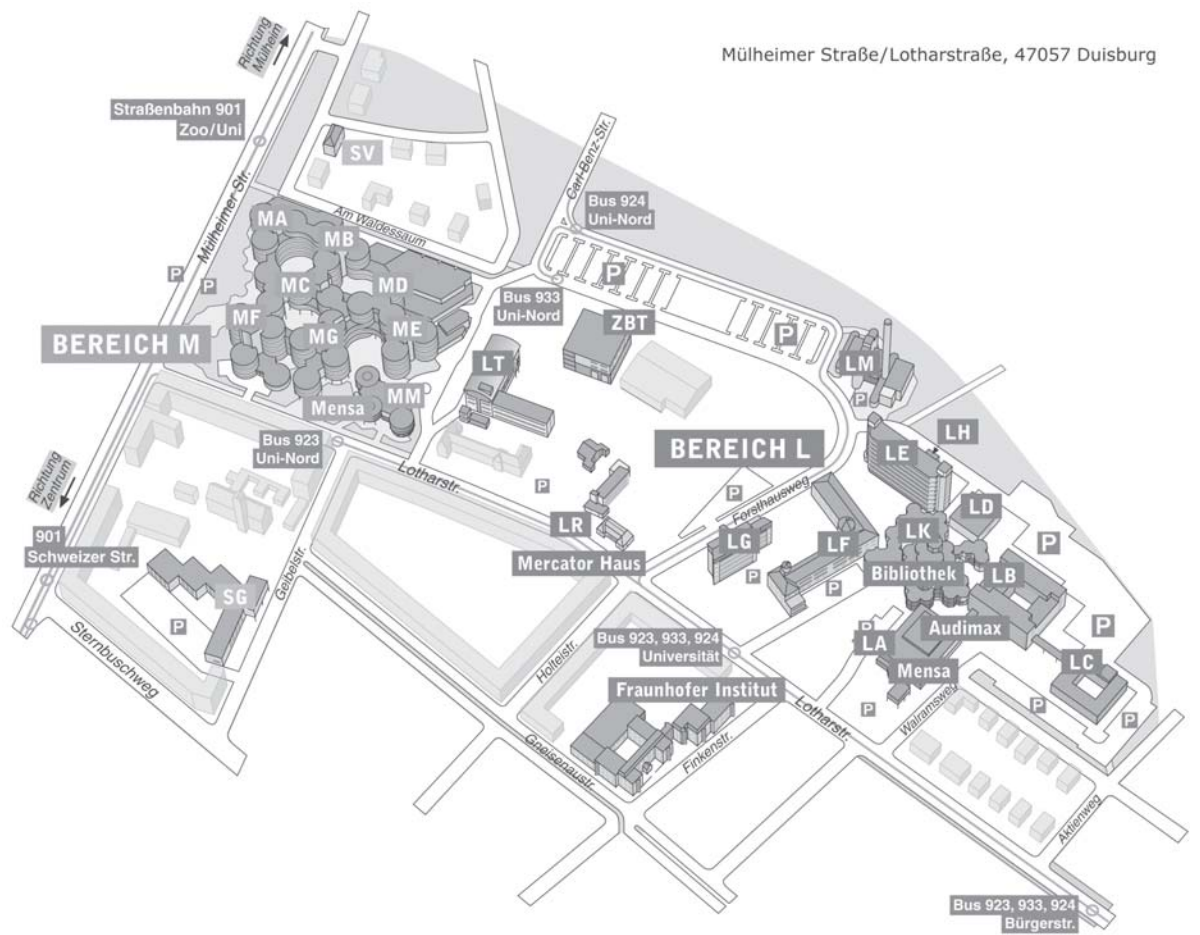 Richtung
Mülheim
Mülheimer Straße/Lotharstraße, 47057 Duisburg
Straßenbahn 901
Zoo/Uni
SV
Carl-Benz-Str.
Mülheimer Str.
Bus 924
Uni-Nord
MA
Am Waldessaum
MB
P
P
P
MC
MD
Bus 933
Uni-Nord
MF
MG
ME
ZBT
P
BEREICH M
LT
LM
MM
Mensa
P
Bus 923
Uni-Nord
BEREICH L
LE
LH
Richtung
Zentrum
Lotharstr.
P
P
Forsthausweg
LD
901
Schweizer Str.
LR
Mercator Haus
LG
LF
LK
P
Bibliothek
LB
P
P
SG
Geibelstr.
P
P
P
Audimax
LA
Mensa
LC
Sternbuschweg
Holteistr.
Bus 923, 933, 924
Universität
Fraunhofer Institut
Lotharstr.
P
Walramsweg
P
P
Gneisenaustr.
Finkenstr.
Aktienweg
Bus 923, 933, 924
Bürgerstr.